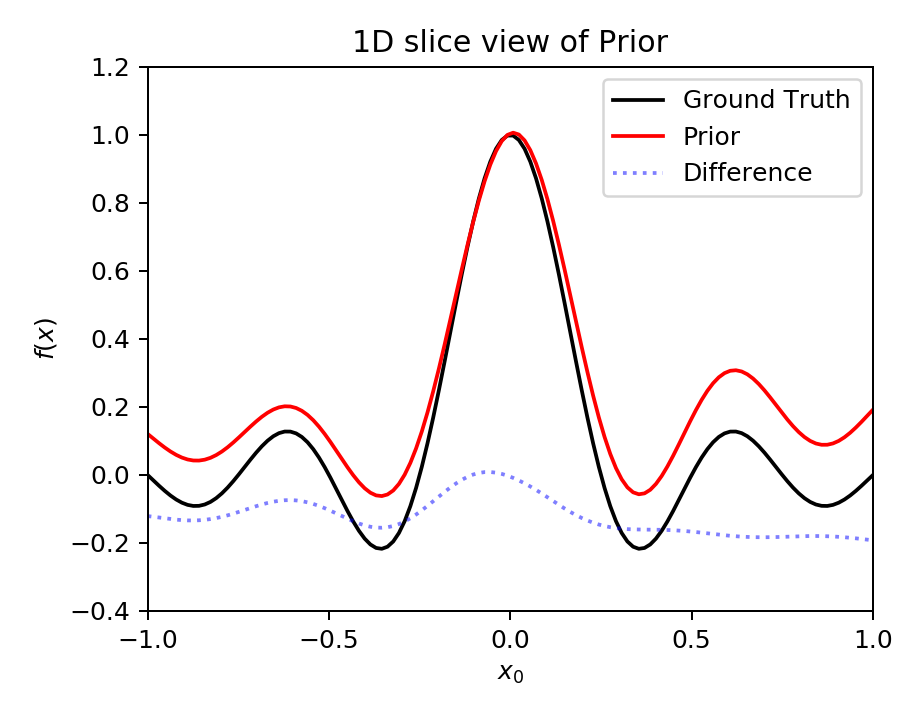 1D slice view of Prior
1.2
1.0
0.8
0.6
0.4
0.2
0.0
−0.2
−0.4
f(x)
Ground Truth
Prior
Difference
−1.0 −0.5 0.0 0.5 1.0
x₀